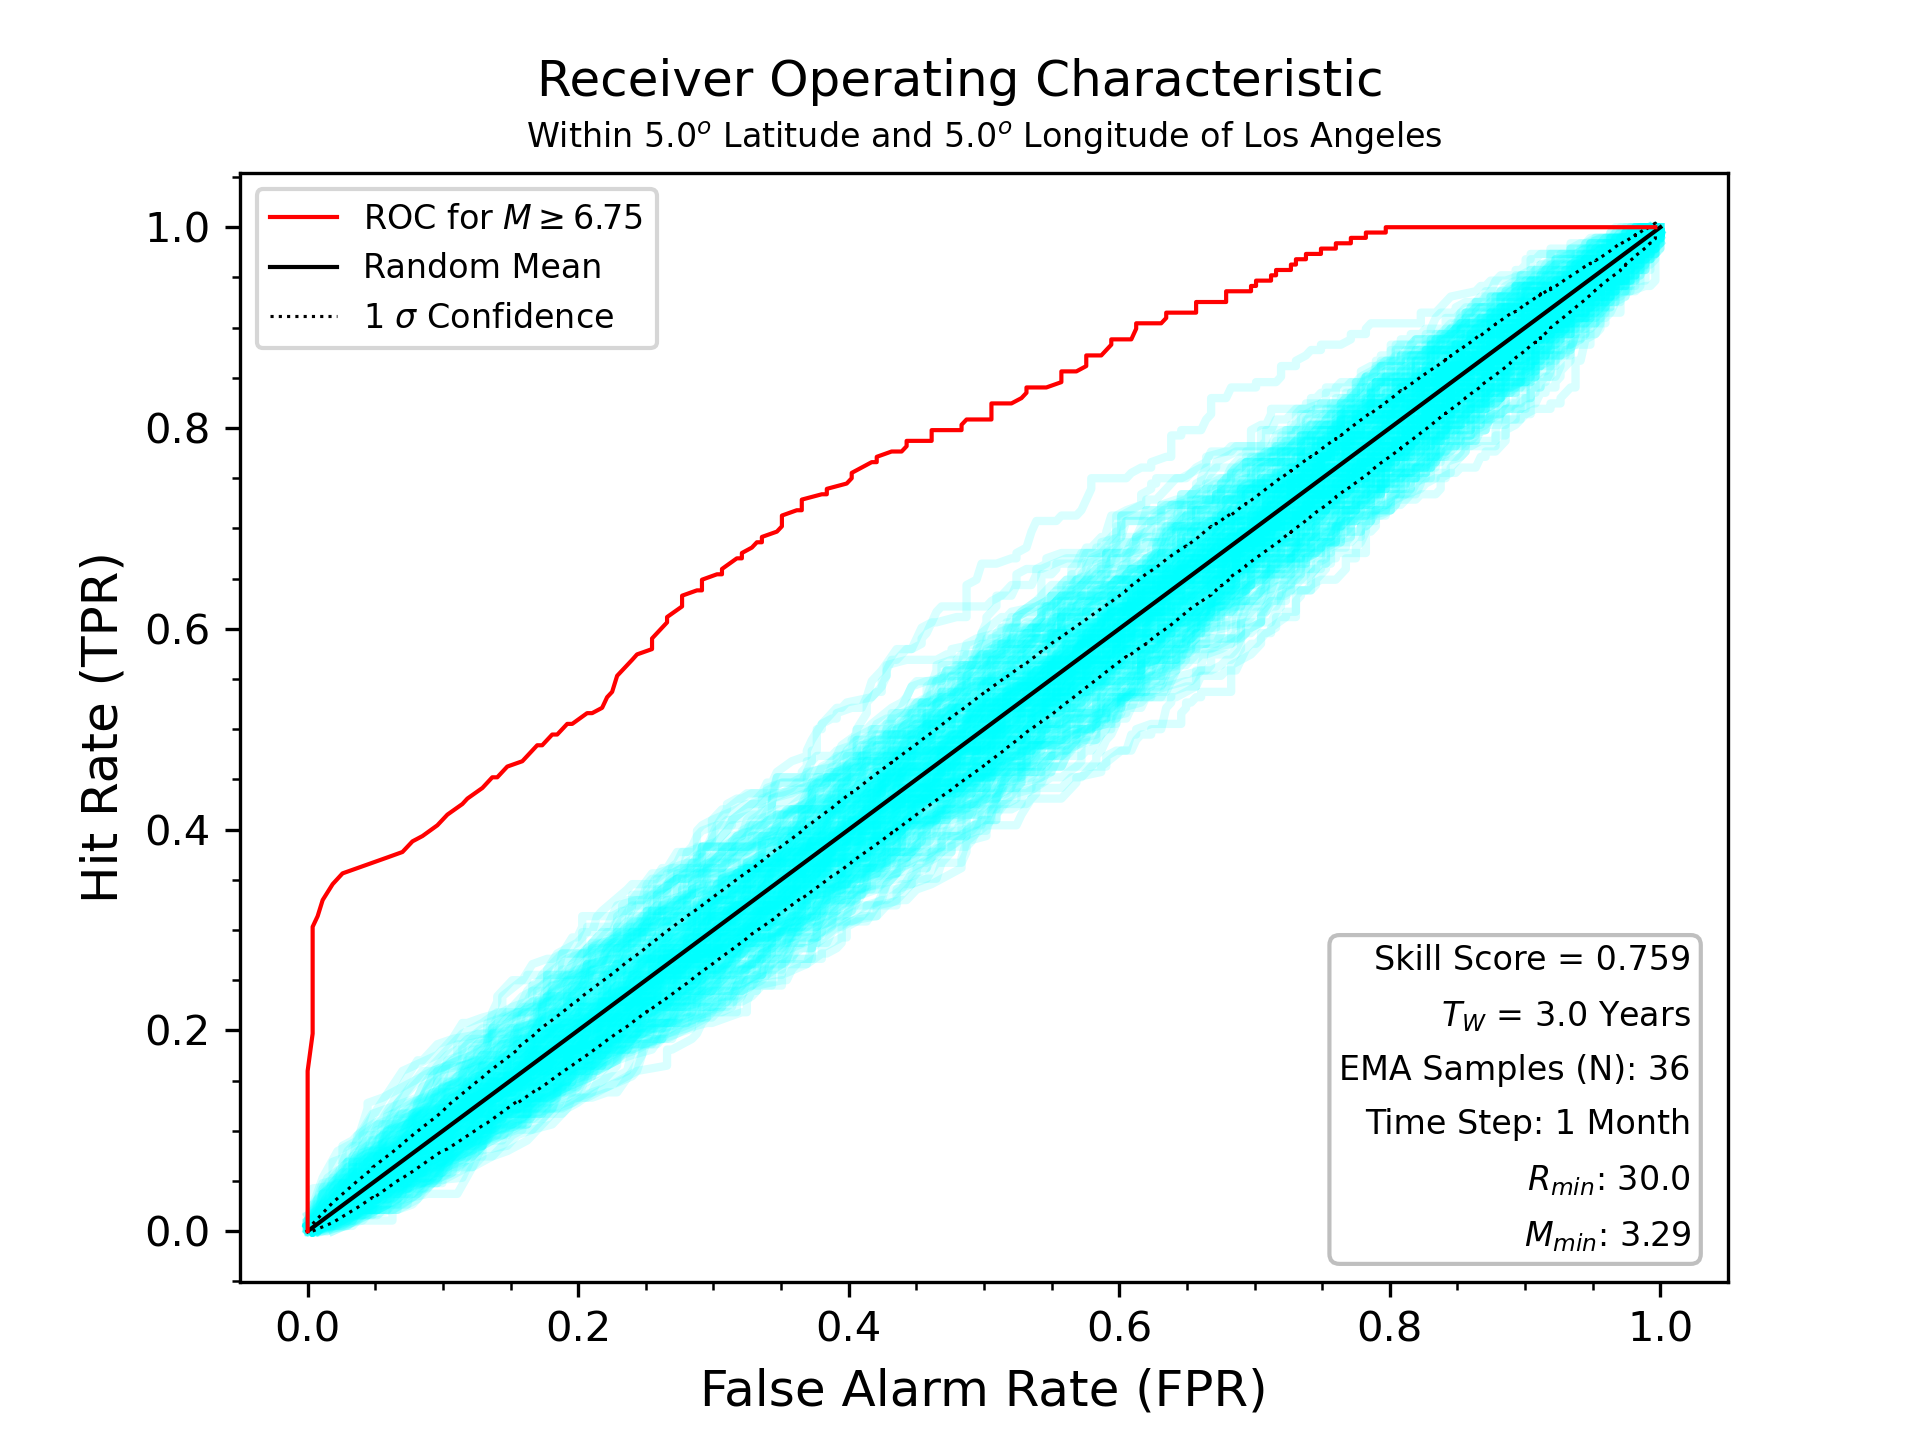 Receiver Operating Characteristic
Within 5.0° Latitude and 5.0° Longitude of Los Angeles
ROC for M ≥ 6.75
Random Mean
1 σ Confidence
1.0
0.8
0.6
0.4
0.2
0.0
Hit Rate (TPR)
Skill Score = 0.759
T_W = 3.0 Years
EMA Samples (N): 36
Time Step: 1 Month
R_min: 30.0
M_min: 3.29
0.0 0.2 0.4 0.6 0.8 1.0
False Alarm Rate (FPR)